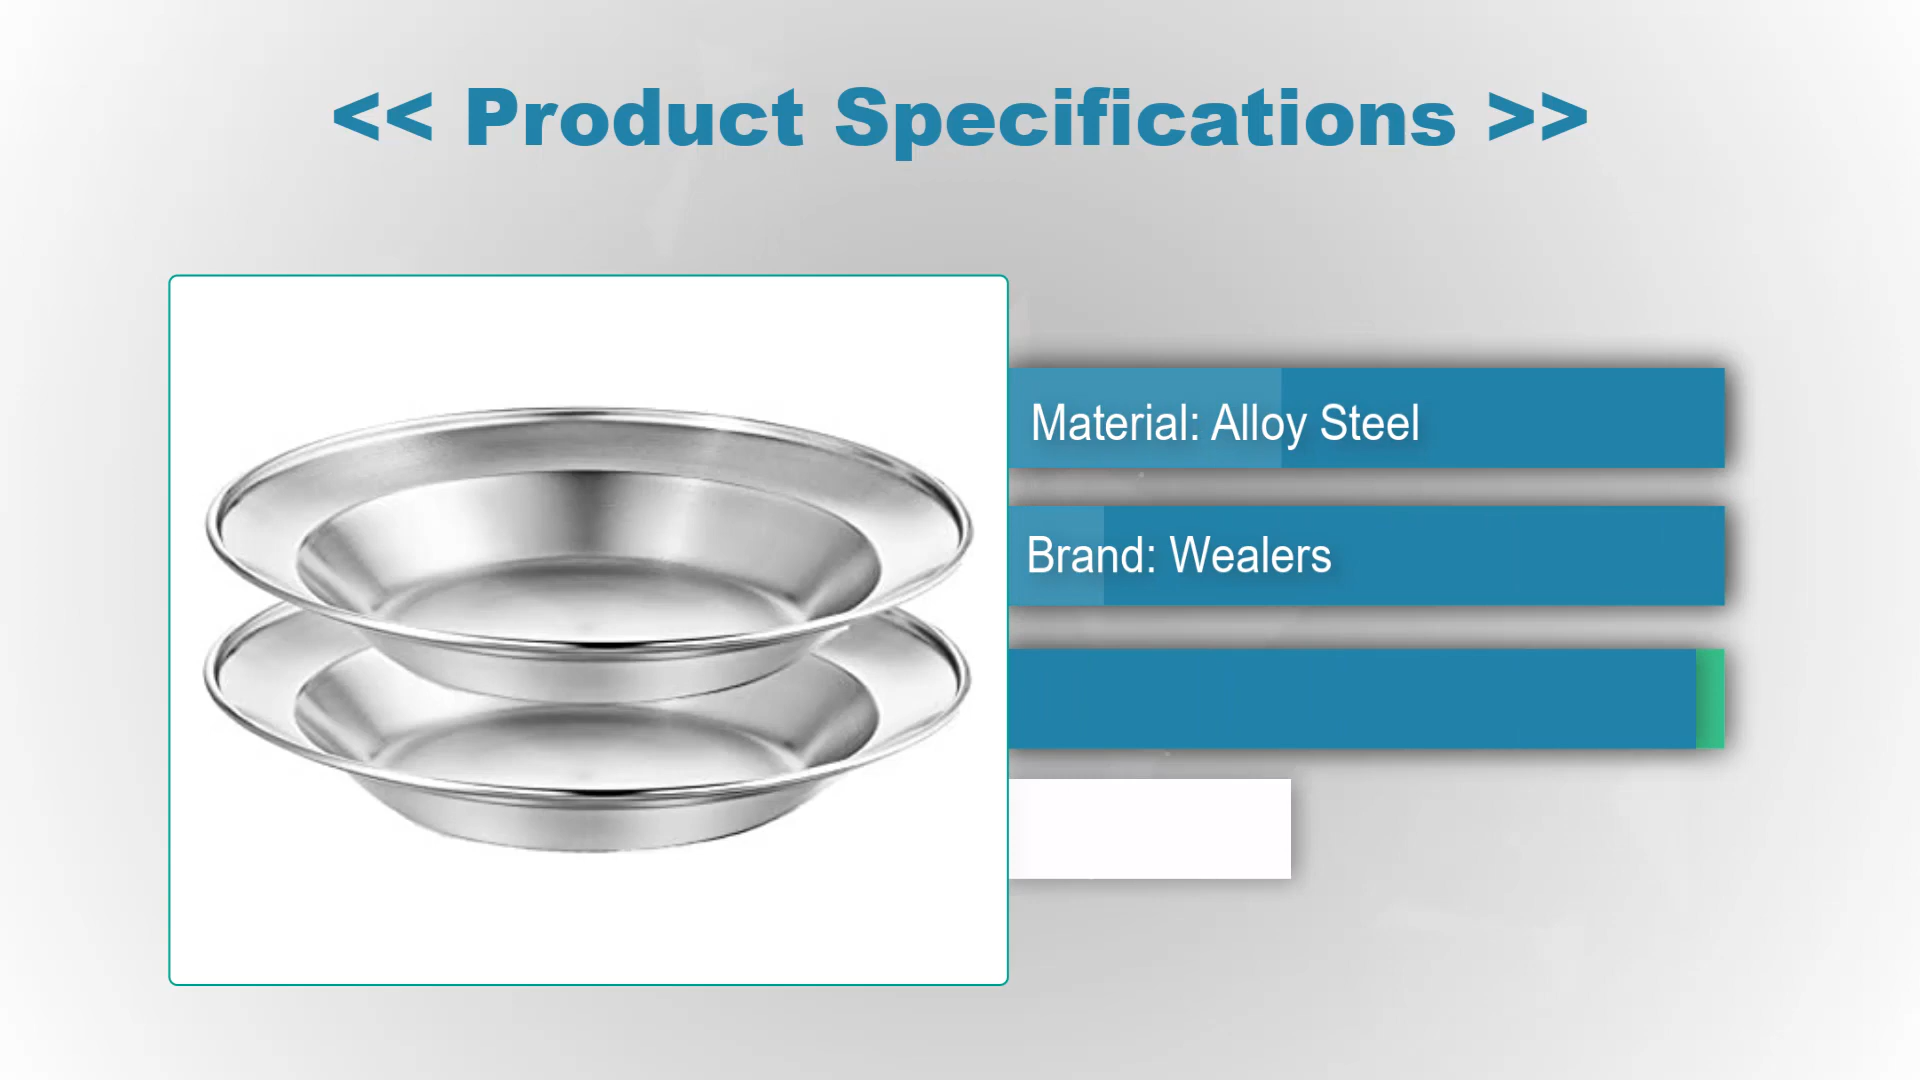 << Product Specifications >>
Material: Alloy Steel
Brand: Wealers